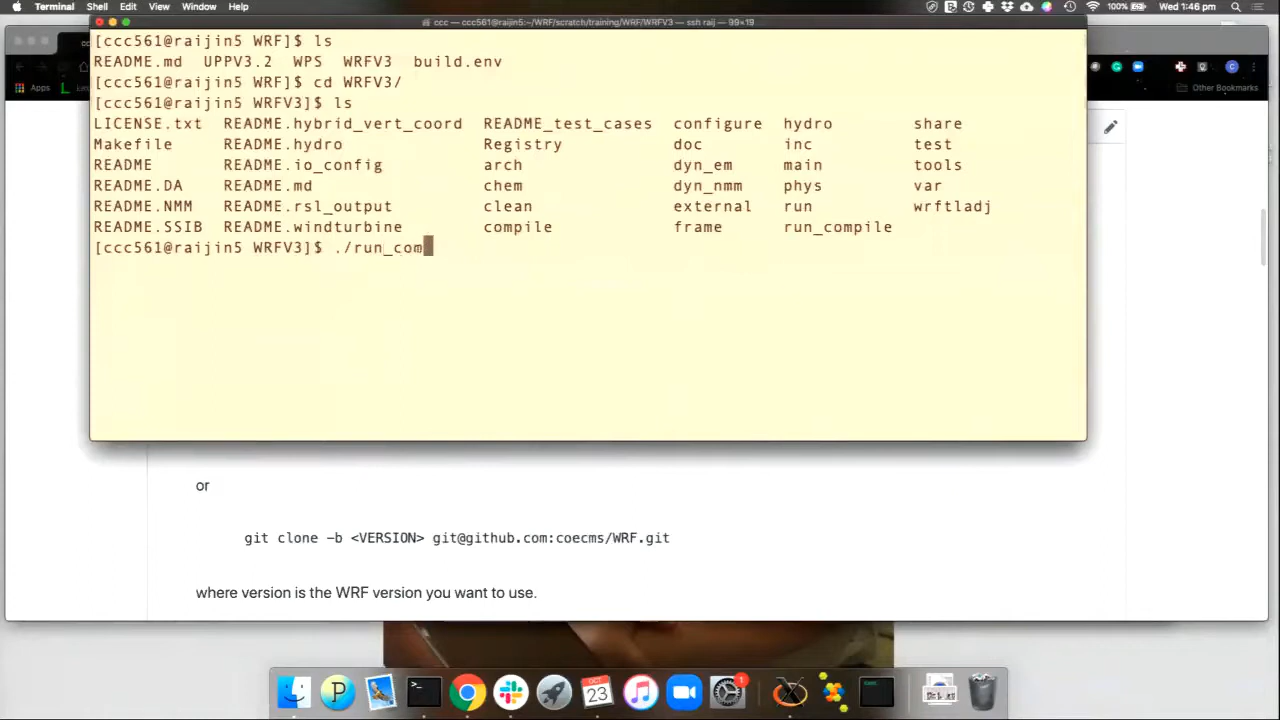 Terminal Shell Edit View Window Help 100% Wed 1:46 pm
ccc — ccc561@raijin5:~/WRF/scratch/training/WRF/WRFV3 — ssh raij — 99×19
[ccc561@raijin5 WRF]$ ls
README.md UPPV3.2 WPS WRFV3 build.env
[ccc561@raijin5 WRF]$ cd WRFV3/
[ccc561@raijin5 WRFV3]$ ls
LICENSE.txt README.hybrid_vert_coord README_test_cases configure hydro share
Makefile README.hydro Registry doc inc test
README README.io_config arch dyn_em main tools
README.DA README.md chem dyn_nmm phys var
README.NMM README.rsl_output clean external run wrftladj
README.SSIB README.windturbine compile frame run_compile
[ccc561@raijin5 WRFV3]$ ./run_com
Apps
Other Bookmarks
or
git clone -b <VERSION> git@github.com:coecms/WRF.git
where version is the WRF version you want to use.
OCT
23
1